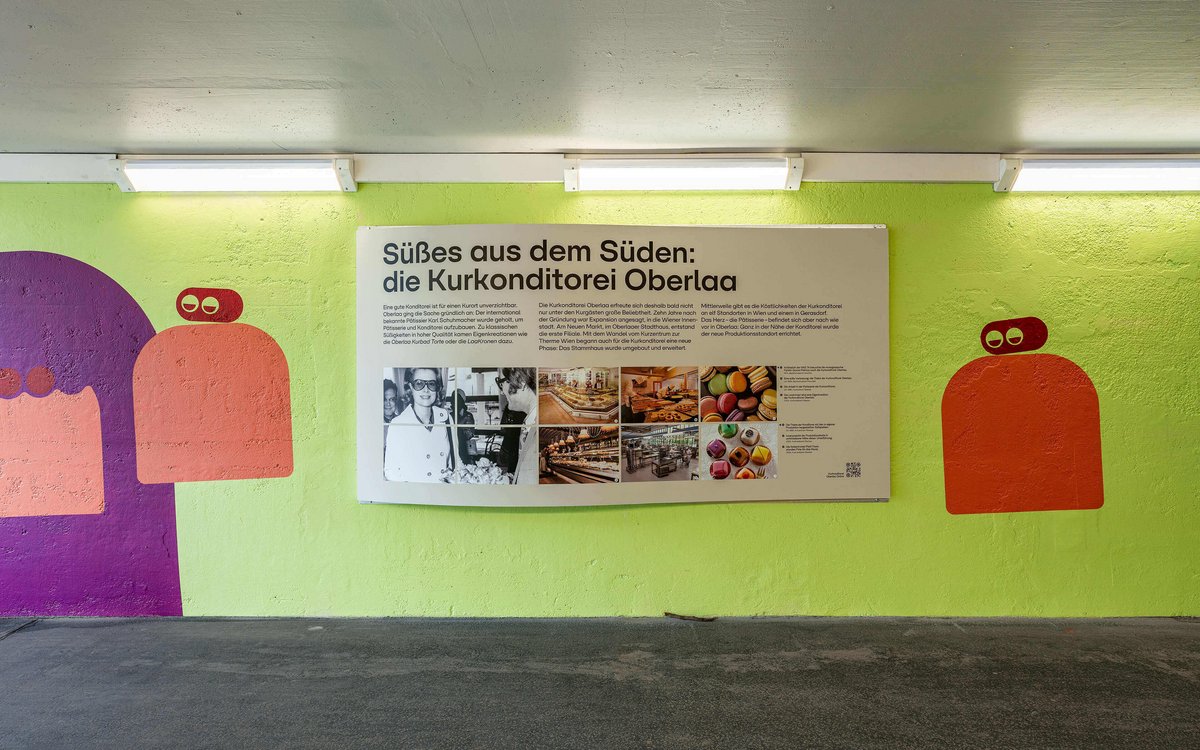 Süßes aus dem Süden:
die Kurkonditorei Oberlaa
Eine gute Konditorei ist für einen Kurort unverzichtbar.
Oberlaa ging die Sache gründlich an: Der international
bekannte Pâtissier Karl Schuhmacher wurde geholt, um
Pâtisserie und Konditorei aufzubauen. Zu klassischen
Süßigkeiten in hoher Qualität kamen Eigenkreationen wie
die Oberlaa Kurbad Torte oder die LaaKronen dazu.
Die Kurkonditorei Oberlaa erfreute sich deshalb bald nicht
nur unter den Kurgästen große Beliebtheit. Zehn Jahre nach
der Gründung war Expansion angesagt, in die Wiener Innen-
stadt. Am Neuen Markt, im Oberlaaer Stadthaus, entstand
die erste Filiale. Mit dem Wandel vom Kurzentrum zur
Therme Wien begann auch für die Kurkonditorei eine neue
Phase: Das Stammhaus wurde umgebaut und erweitert.
Mittlerweile gibt es die Köstlichkeiten der Kurkonditorei
an elf Standorten in Wien und einem in Gerasdorf.
Das Herz – die Pâtisserie – befindet sich aber nach wie
vor in Oberlaa: Ganz in der Nähe der Konditorei wurde
der neue Produktionsstandort errichtet.
Kurkonditorei
Oberlaa